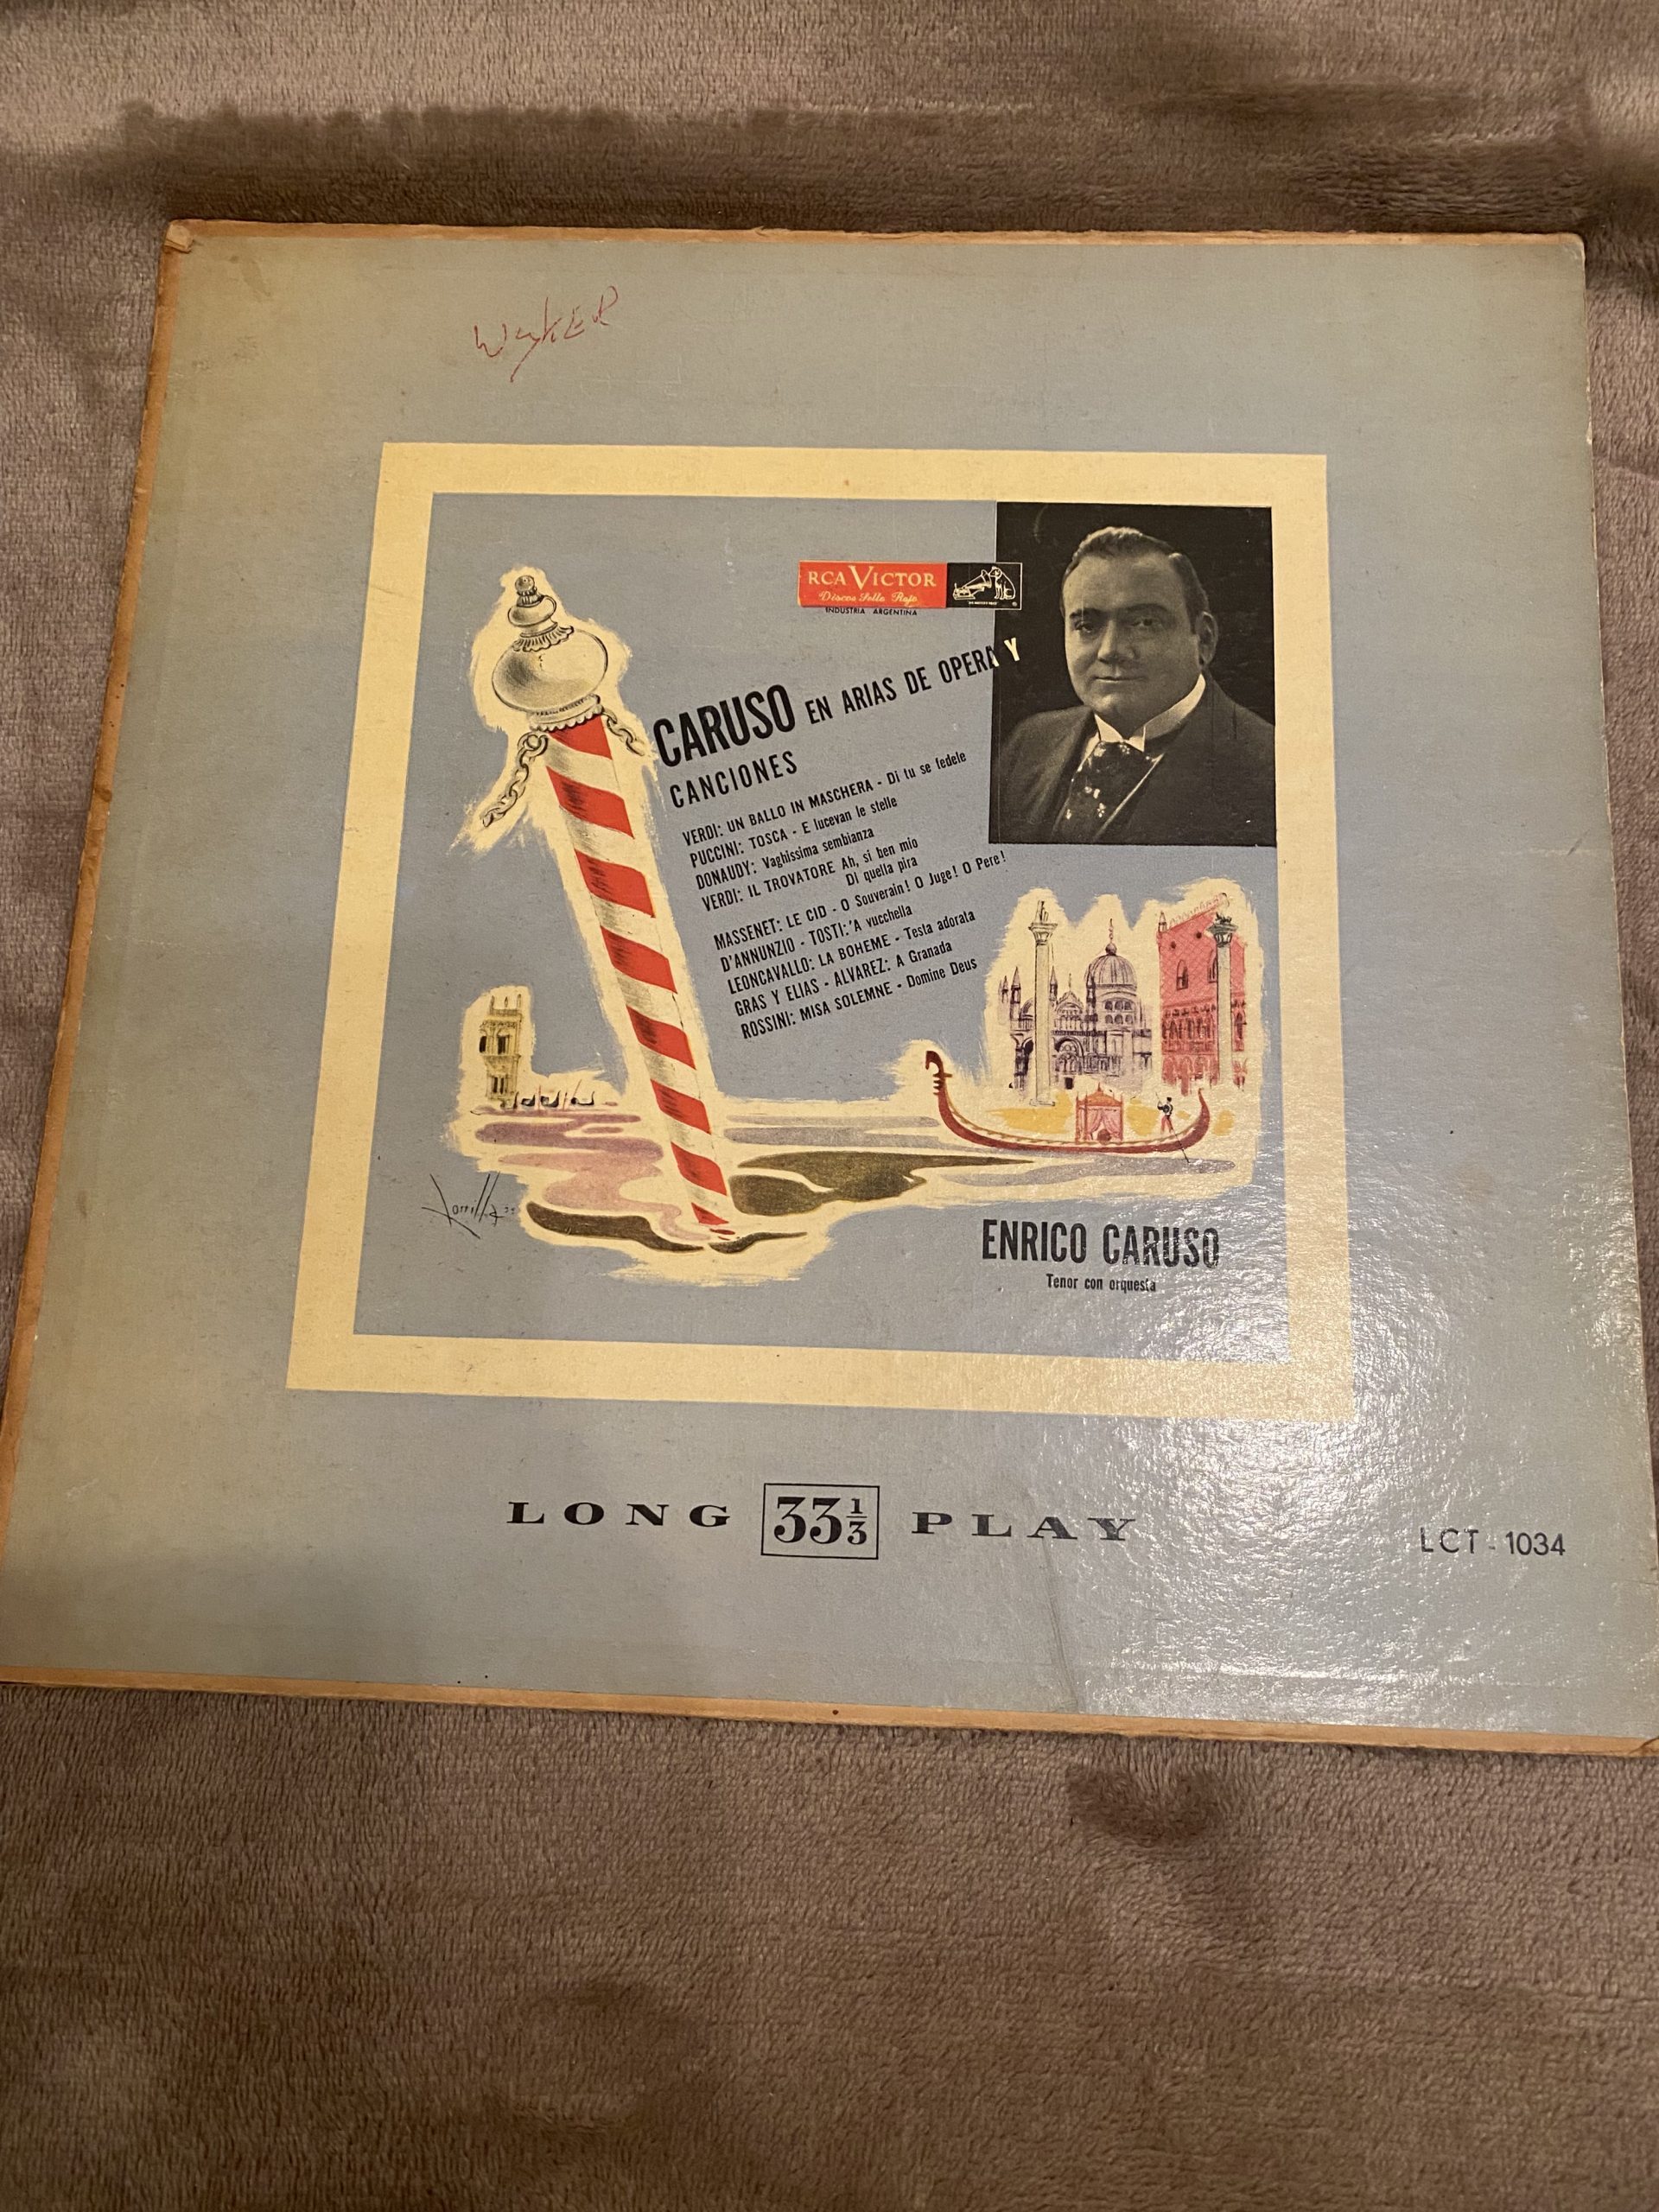 RCA VICTOR
Discos Sello Rojo
INDUSTRIA ARGENTINA
CARUSO EN ARIAS DE OPERA Y
CANCIONES
VERDI: UN BALLO IN MASCHERA - Di tu se fedele
PUCCINI: TOSCA - E lucevan le stelle
DONAUDY: Vaghissima sembianza
VERDI: IL TROVATORE Ah, si ben mio
Di quella pira
MASSENET: LE CID - O Souverain! O Juge! O Pere!
D'ANNUNZIO - TOSTI: 'A vucchella
LEONCAVALLO: LA BOHEME - Testa adorata
GRAS Y ELIAS - ALVAREZ: A Granada
ROSSINI: MISA SOLEMNE - Domine Deus
ENRICO CARUSO
Tenor con orquesta
LONG 33 1/3 PLAY
LCT - 1034